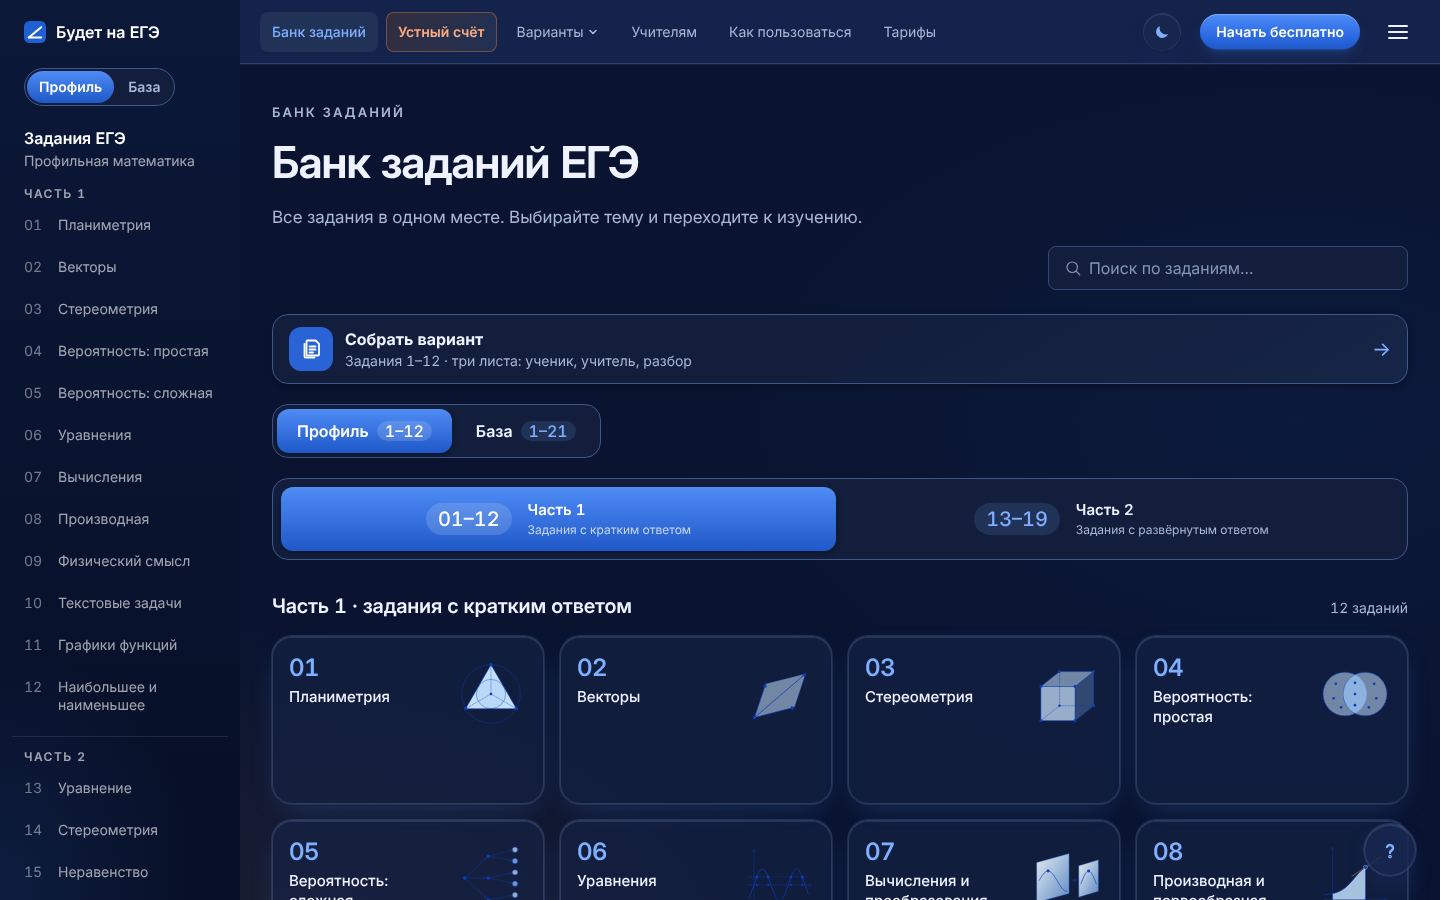 Будет на ЕГЭ
Банк заданий
Устный счёт
Варианты
Учителям
Как пользоваться
Тарифы
Начать бесплатно
Профиль
База
Задания ЕГЭ
Профильная математика
ЧАСТЬ 1
01 Планиметрия
02 Векторы
03 Стереометрия
04 Вероятность: простая
05 Вероятность: сложная
06 Уравнения
07 Вычисления
08 Производная
09 Физический смысл
10 Текстовые задачи
11 Графики функций
12 Наибольшее и
наименьшее
ЧАСТЬ 2
13 Уравнение
14 Стереометрия
15 Неравенство
БАНК ЗАДАНИЙ
Банк заданий ЕГЭ
Все задания в одном месте. Выбирайте тему и переходите к изучению.
Поиск по заданиям...
Собрать вариант
Задания 1–12 · три листа: ученик, учитель, разбор
Профиль 1–12
База 1–21
01–12
Часть 1
Задания с кратким ответом
13–19
Часть 2
Задания с развёрнутым ответом
Часть 1 · задания с кратким ответом
12 заданий
01
Планиметрия
02
Векторы
03
Стереометрия
04
Вероятность:
простая
05
Вероятность:
сложная
06
Уравнения
07
Вычисления и
преобразования
08
Производная и
первообразная
?